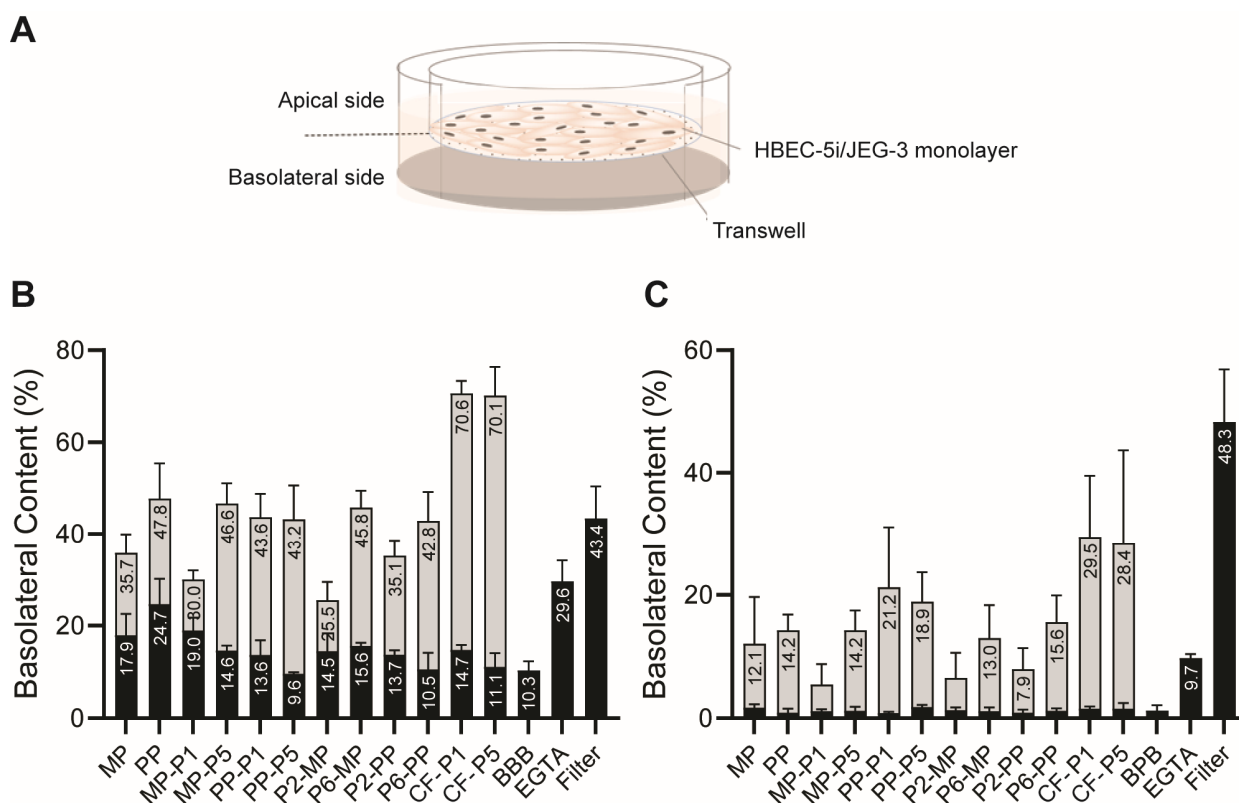 A
Apical side
Basolateral side
HBEC-5i/JEG-3 monolayer
Transwell
B
Basolateral Content (%)
80
60
40
20
0
35.7
17.9
47.8
24.7
30.0
19.0
46.6
14.6
43.6
13.6
43.2
9.6
25.5
14.5
45.8
15.6
35.1
13.7
42.8
10.5
70.6
14.7
70.1
11.1
10.3
29.6
43.4
MP
PP
MP-P1
MP-P5
PP-P1
PP-P5
P2-MP
P6-MP
P2-PP
P6-PP
CF- P1
CF- P5
BBB
EGTA
Filter
C
Basolateral Content (%)
60
40
20
0
12.1
14.2
14.2
21.2
18.9
13.0
7.9
15.6
29.5
28.4
9.7
48.3
MP
PP
MP-P1
MP-P5
PP-P1
PP-P5
P2-MP
P6-MP
P2-PP
P6-PP
CF- P1
CF- P5
BPB
EGTA
Filter